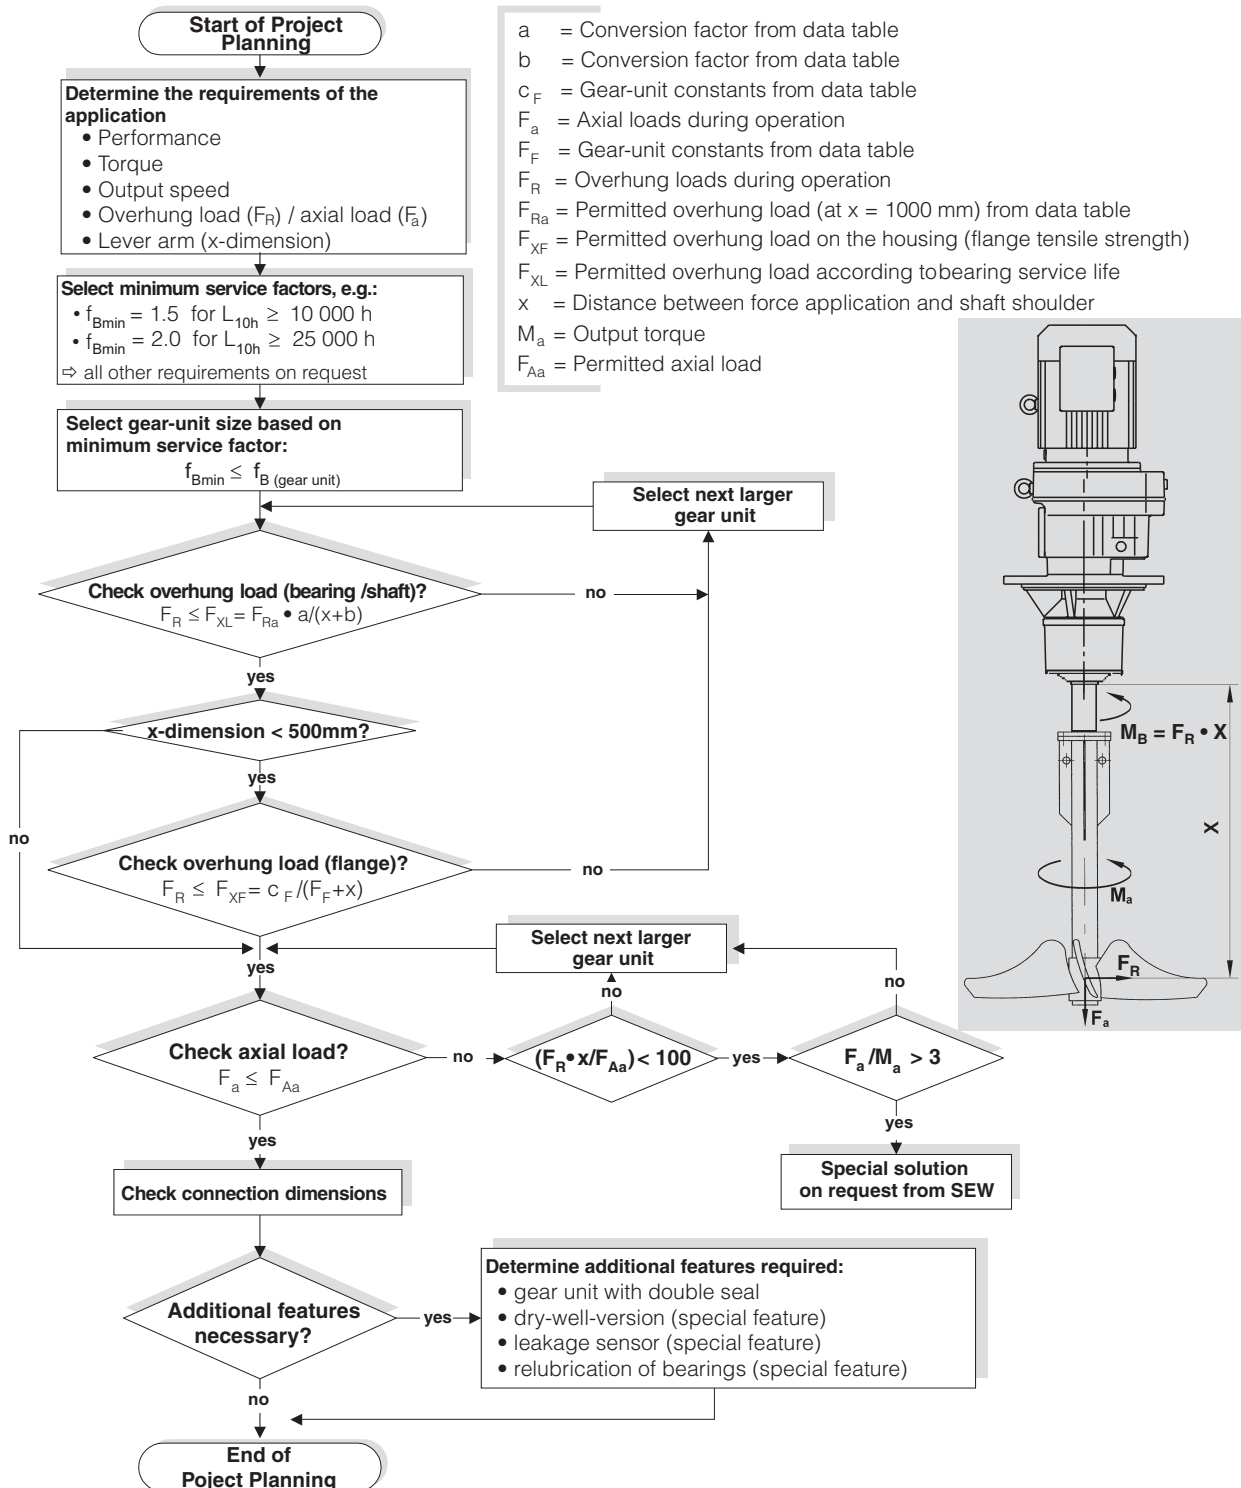 Start of Project
Planning
Determine the requirements of the
application
• Performance
• Torque
• Output speed
• Overhung load (FR) / axial load (Fa)
• Lever arm (x-dimension)
Select minimum service factors, e.g.:
• fBmin = 1.5 for L10h ≥ 10 000 h
• fBmin = 2.0 for L10h ≥ 25 000 h
⇨ all other requirements on request
Select gear-unit size based on
minimum service factor:
fBmin ≤ fB (gear unit)
a = Conversion factor from data table
b = Conversion factor from data table
cF = Gear-unit constants from data table
Fa = Axial loads during operation
FF = Gear-unit constants from data table
FR = Overhung loads during operation
FRa = Permitted overhung load (at x = 1000 mm) from data table
FXF = Permitted overhung load on the housing (flange tensile strength)
FXL = Permitted overhung load according tobearing service life
x = Distance between force application and shaft shoulder
Ma = Output torque
FAa = Permitted axial load
Select next larger
gear unit
Check overhung load (bearing /shaft)?
FR ≤ FXL = FRa • a/(x+b)
no
yes
x-dimension < 500mm?
yes
no
Check overhung load (flange)?
FR ≤ FXF = cF /(FF+x)
no
yes
Select next larger
gear unit
no
no
Check axial load?
Fa ≤ FAa
no
(FR•x/FAa) < 100
yes
Fa /Ma > 3
yes
yes
Special solution
on request from SEW
Check connection dimensions
Additional features
necessary?
yes
Determine additional features required:
• gear unit with double seal
• dry-well-version (special feature)
• leakage sensor (special feature)
• relubrication of bearings (special feature)
no
End of
Poject Planning
MB = FR • X
X
Ma
FR
Fa